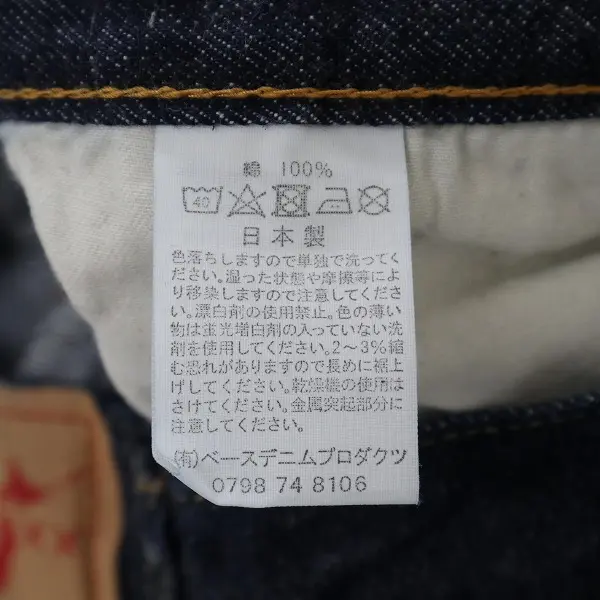 綿 100%
40
日本製
色落ちしますので単独で洗ってく
ださい。湿った状態や摩擦等によ
り移染しますので注意してくださ
い。漂白剤の使用禁止。色の薄い
物は蛍光増白剤の入っていない洗
剤を使用してください。2〜3%縮
む恐れがありますので長めに裾上
げしてください。乾燥機の使用は
さけてください。金属突起部分に
注意してください。
(有)ベースデニムプロダクツ
0798 74 8106